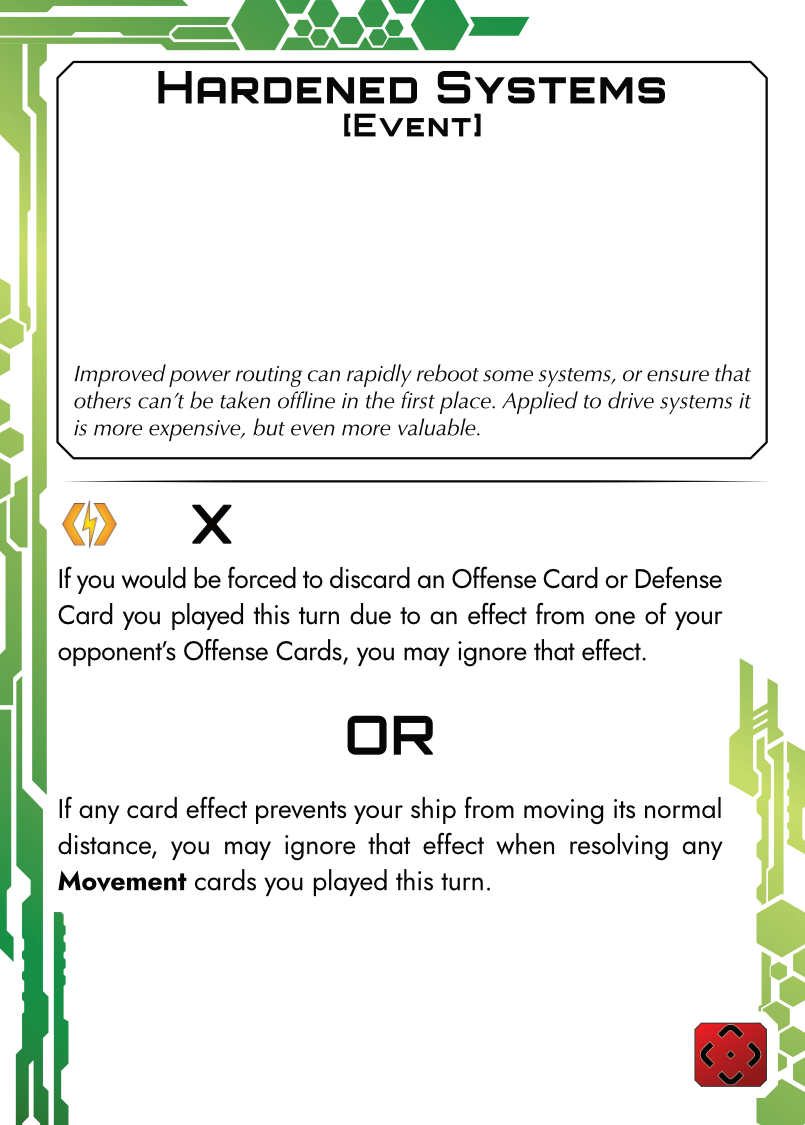 Hardened Systems
[Event]
Improved power routing can rapidly reboot some systems, or ensure that
others can't be taken offline in the first place. Applied to drive systems it
is more expensive, but even more valuable.
X
If you would be forced to discard an Offense Card or Defense
Card you played this turn due to an effect from one of your
opponent's Offense Cards, you may ignore that effect.
OR
If any card effect prevents your ship from moving its normal
distance, you may ignore that effect when resolving any
Movement cards you played this turn.